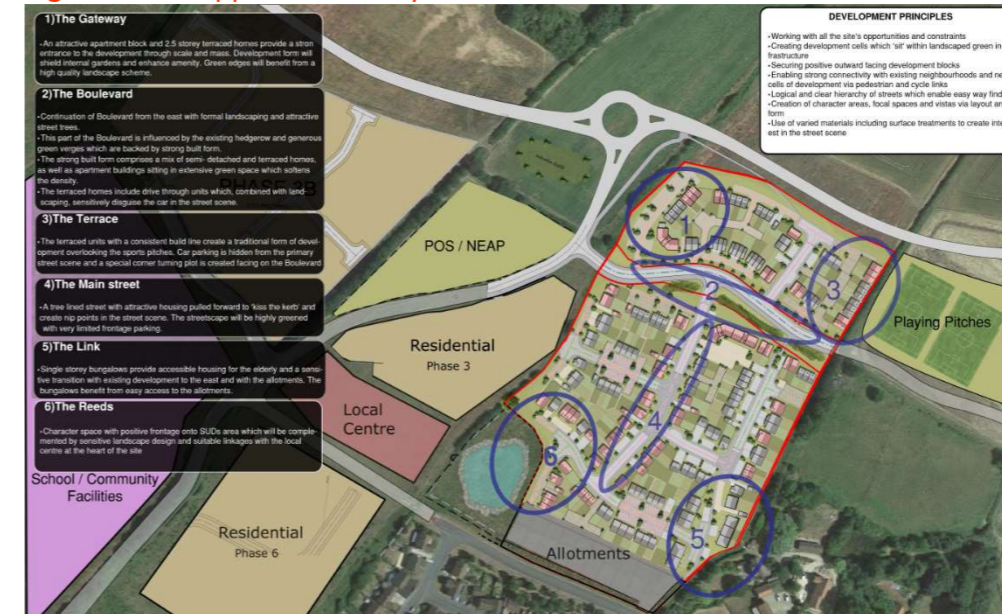 1)The Gateway
-An attractive apartment block and 2.5 storey terraced homes provide a stron
entrance to the development through scale and mass. Development form will
shield internal gardens and enhance amenity. Green edges will benefit from a
high quality landscape scheme.
2)The Boulevard
-Continuation of Boulevard from the east with formal landscaping and attractive
street trees.
-This part of the Boulevard is influenced by the existing hedgerow and generous
green verges which are backed by strong built form.
-The strong built form comprises a mix of semi- detached and terraced homes,
as well as apartment buildings sitting in extensive green space which softens
the density.
-The terraced homes include drive through units which, combined with land-
scaping, sensitively disguise the car in the street scene.
3)The Terrace
-The terraced units with a consistent build line create a traditional form of devel-
opment overlooking the sports pitches. Car parking is hidden from the primary
street scene and a special corner turning plot is created facing on the Boulevard
4)The Main street
-A tree lined street with attractive housing pulled forward to 'kiss the kerb' and
create nip points in the street scene. The streetscape will be highly greened
with very limited frontage parking.
5)The Link
-Single storey bungalows provide accessible housing for the elderly and a sensi-
tive transition with existing development to the east and with the allotments. The
bungalows benefit from easy access to the allotments.
6)The Reeds
-Character space with positive frontage onto SUDs area which will be comple-
mented by sensitive landscape design and suitable linkages with the local
centre at the heart of the site
DEVELOPMENT PRINCIPLES
-Working with all the site's opportunities and constraints
-Creating development cells which 'sit' within landscaped green in
frastructure
-Securing positive outward facing development blocks
-Enabling strong connectivity with existing neighbourhoods and ne
cells of development via pedestrian and cycle links
-Logical and clear hierarchy of streets which enable easy way find
-Creation of character areas, focal spaces and vistas via layout an
form
-Use of varied materials including surface treatments to create inte
est in the street scene
PHASE 3B
POS / NEAP
1
2
3
Playing Pitches
Residential
Phase 3
Local
Centre
4
6
School / Community
Facilities
Residential
Phase 6
Allotments
5